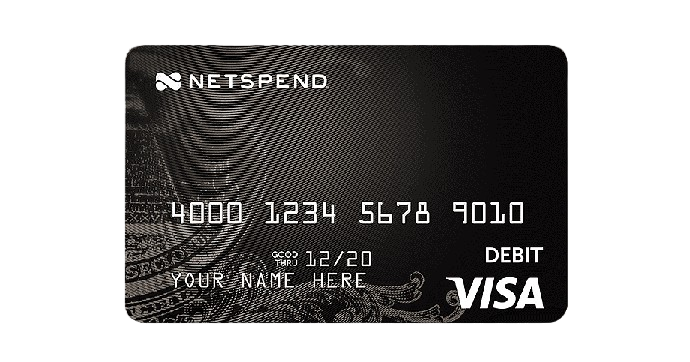 NETSPEND
4000 1234 5678 9010
GOOD THRU 12/20
DEBIT
YOUR NAME HERE
VISA